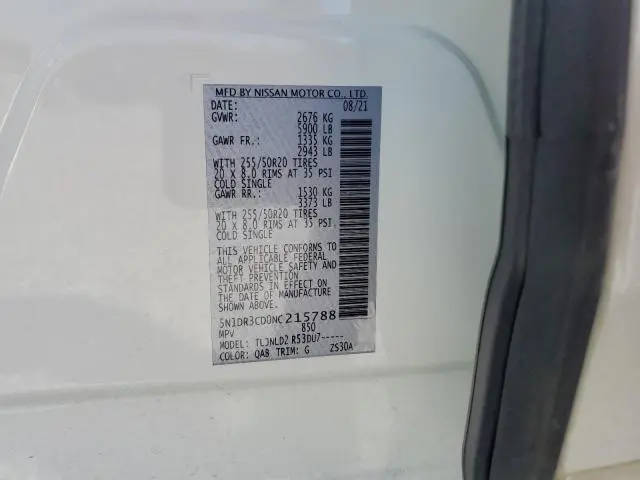 MFD BY NISSAN MOTOR CO., LTD.
DATE: 08/21
GVWR: 2676 KG
5900 LB
GAWR FR.: 1335 KG
2943 LB
WITH 255/50R20 TIRES
20 X 8.0 RIMS AT 35 PSI
COLD SINGLE
GAWR RR.: 1530 KG
3373 LB
WITH 255/50R20 TIRES
20 X 8.0 RIMS AT 35 PSI
COLD SINGLE
THIS VEHICLE CONFORMS TO
ALL APPLICABLE FEDERAL
MOTOR VEHICLE SAFETY AND
THEFT PREVENTION
STANDARDS IN EFFECT ON
THE DATE OF MANUFACTURE
SHOWN ABOVE.
5N1DR3CD0NC215788
MPV 850
MODEL: TLJNLD2 R53DU7-----
COLOR: QAB TRIM: G ZS30A